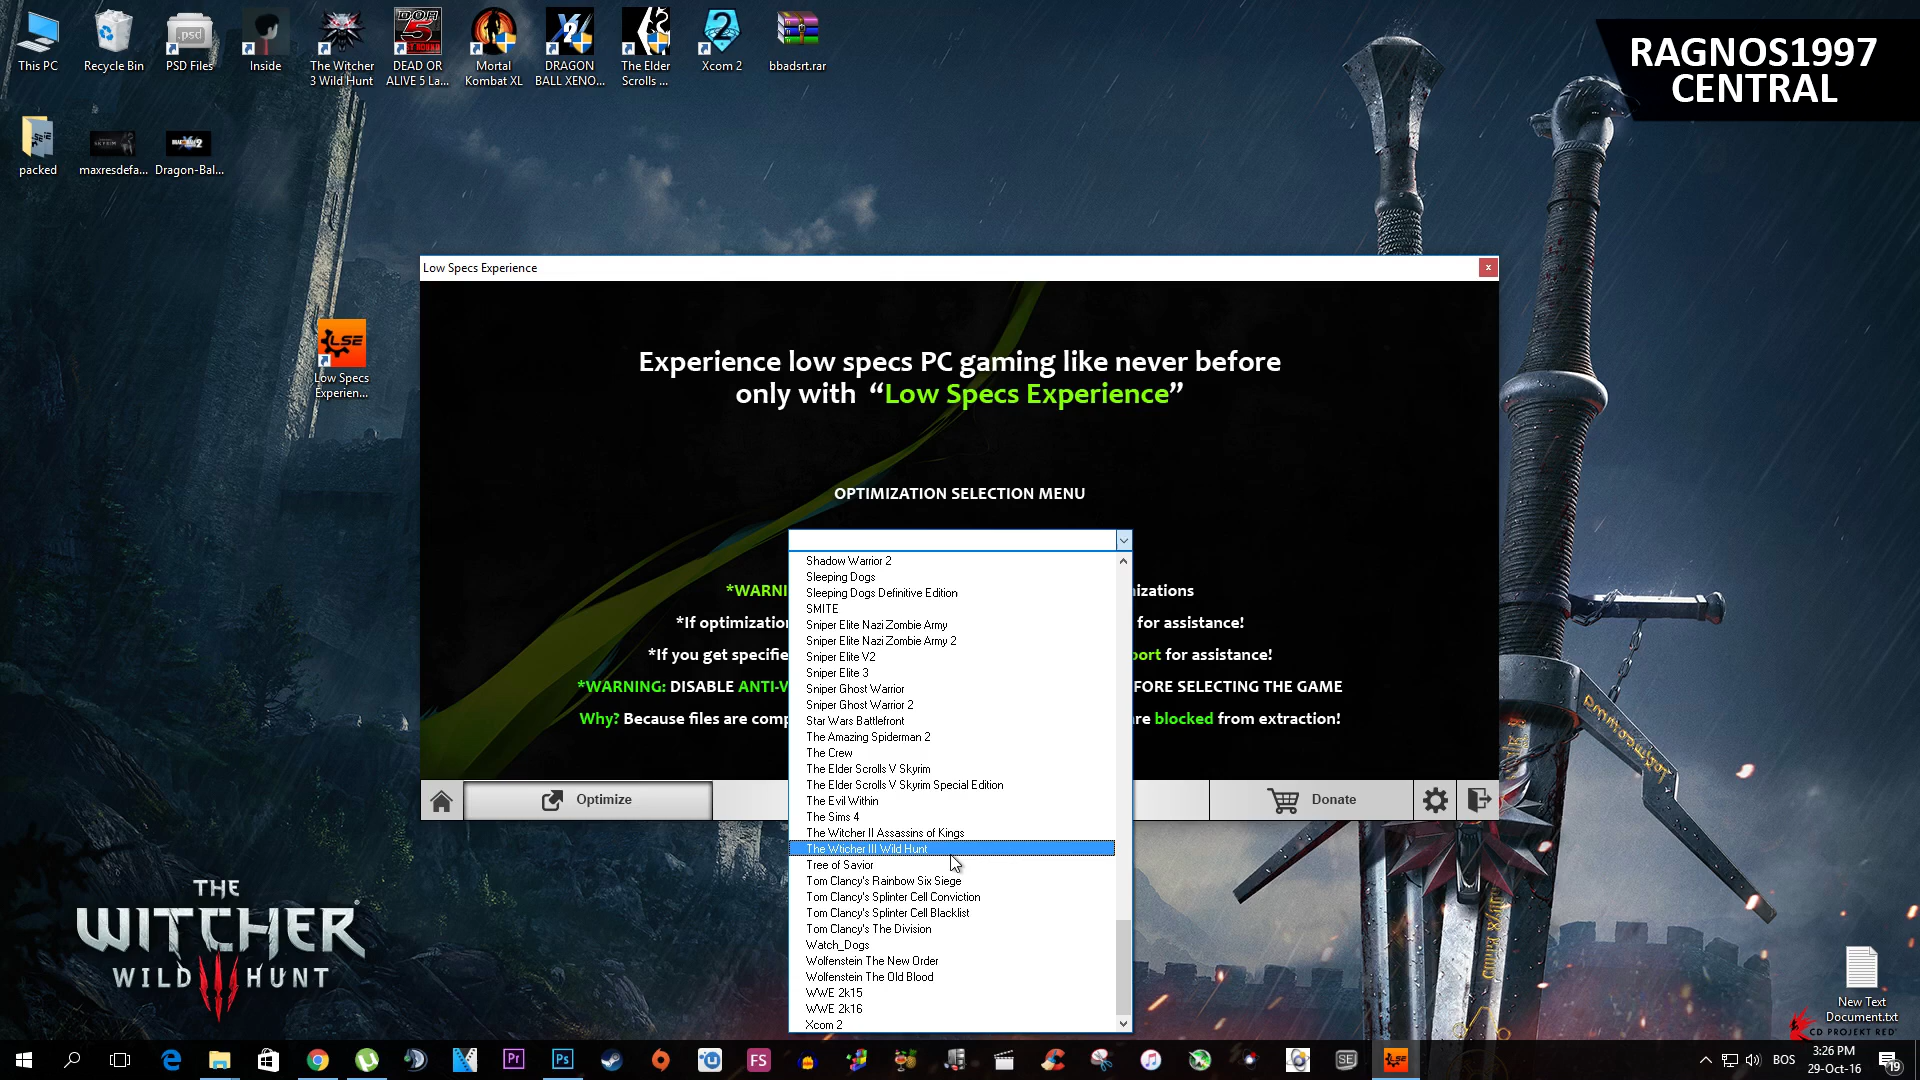 This PC
Recycle Bin
PSD Files
Inside
The Witcher
3 Wild Hunt
DEAD OR
ALIVE 5 La...
Mortal
Kombat XL
DRAGON
BALL XENO...
The Elder
Scrolls ...
Xcom 2
bbadsrt.rar
RAGNOS1997
CENTRAL
packed
maxresdefa...
Dragon-Bal...
Low Specs
Experien...
Low Specs Experience
x
Experience low specs PC gaming like never before
only with “Low Specs Experience”
OPTIMIZATION SELECTION MENU
*WARNI
*If optimization
for assistance!
*If you get specifie
port for assistance!
*WARNING: DISABLE ANTI-V
FORE SELECTING THE GAME
Why? Because files are comp
are blocked from extraction!
Shadow Warrior 2
Sleeping Dogs
Sleeping Dogs Definitive Edition
SMITE
Sniper Elite Nazi Zombie Army
Sniper Elite Nazi Zombie Army 2
Sniper Elite V2
Sniper Elite 3
Sniper Ghost Warrior
Sniper Ghost Warrior 2
Star Wars Battlefront
The Amazing Spiderman 2
The Crew
The Elder Scrolls V Skyrim
The Elder Scrolls V Skyrim Special Edition
The Evil Within
The Sims 4
The Witcher II Assassins of Kings
The Wticher III Wild Hunt
Tree of Savior
Tom Clancy's Rainbow Six Siege
Tom Clancy's Splinter Cell Conviction
Tom Clancy's Splinter Cell Blacklist
Tom Clancy's The Division
Watch_Dogs
Wolfenstein The New Order
Wolfenstein The Old Blood
WWE 2k15
WWE 2k16
Xcom 2
Optimize
Donate
THE
WITCHER
WILD HUNT
New Text
Document.txt
CD PROJEKT RED
BOS
3:26 PM
29-Oct-16
19